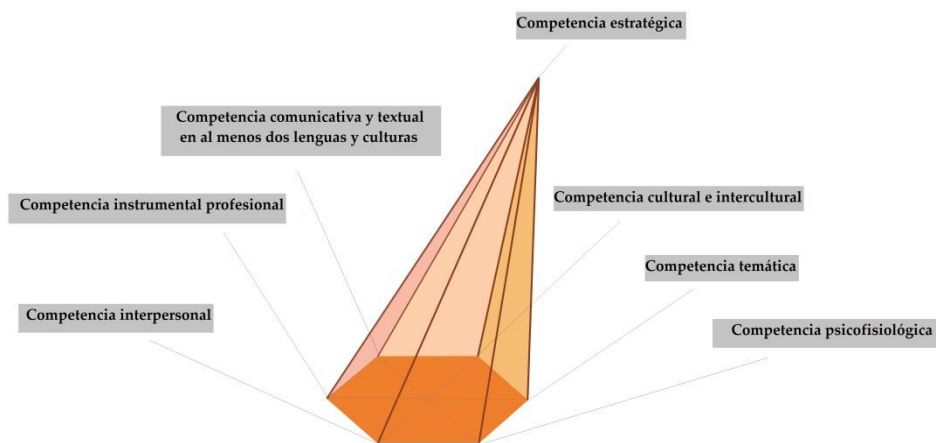 Competencia estratégica
Competencia comunicativa y textual
en al menos dos lenguas y culturas
Competencia instrumental profesional
Competencia cultural e intercultural
Competencia temática
Competencia interpersonal
Competencia psicofisiológica